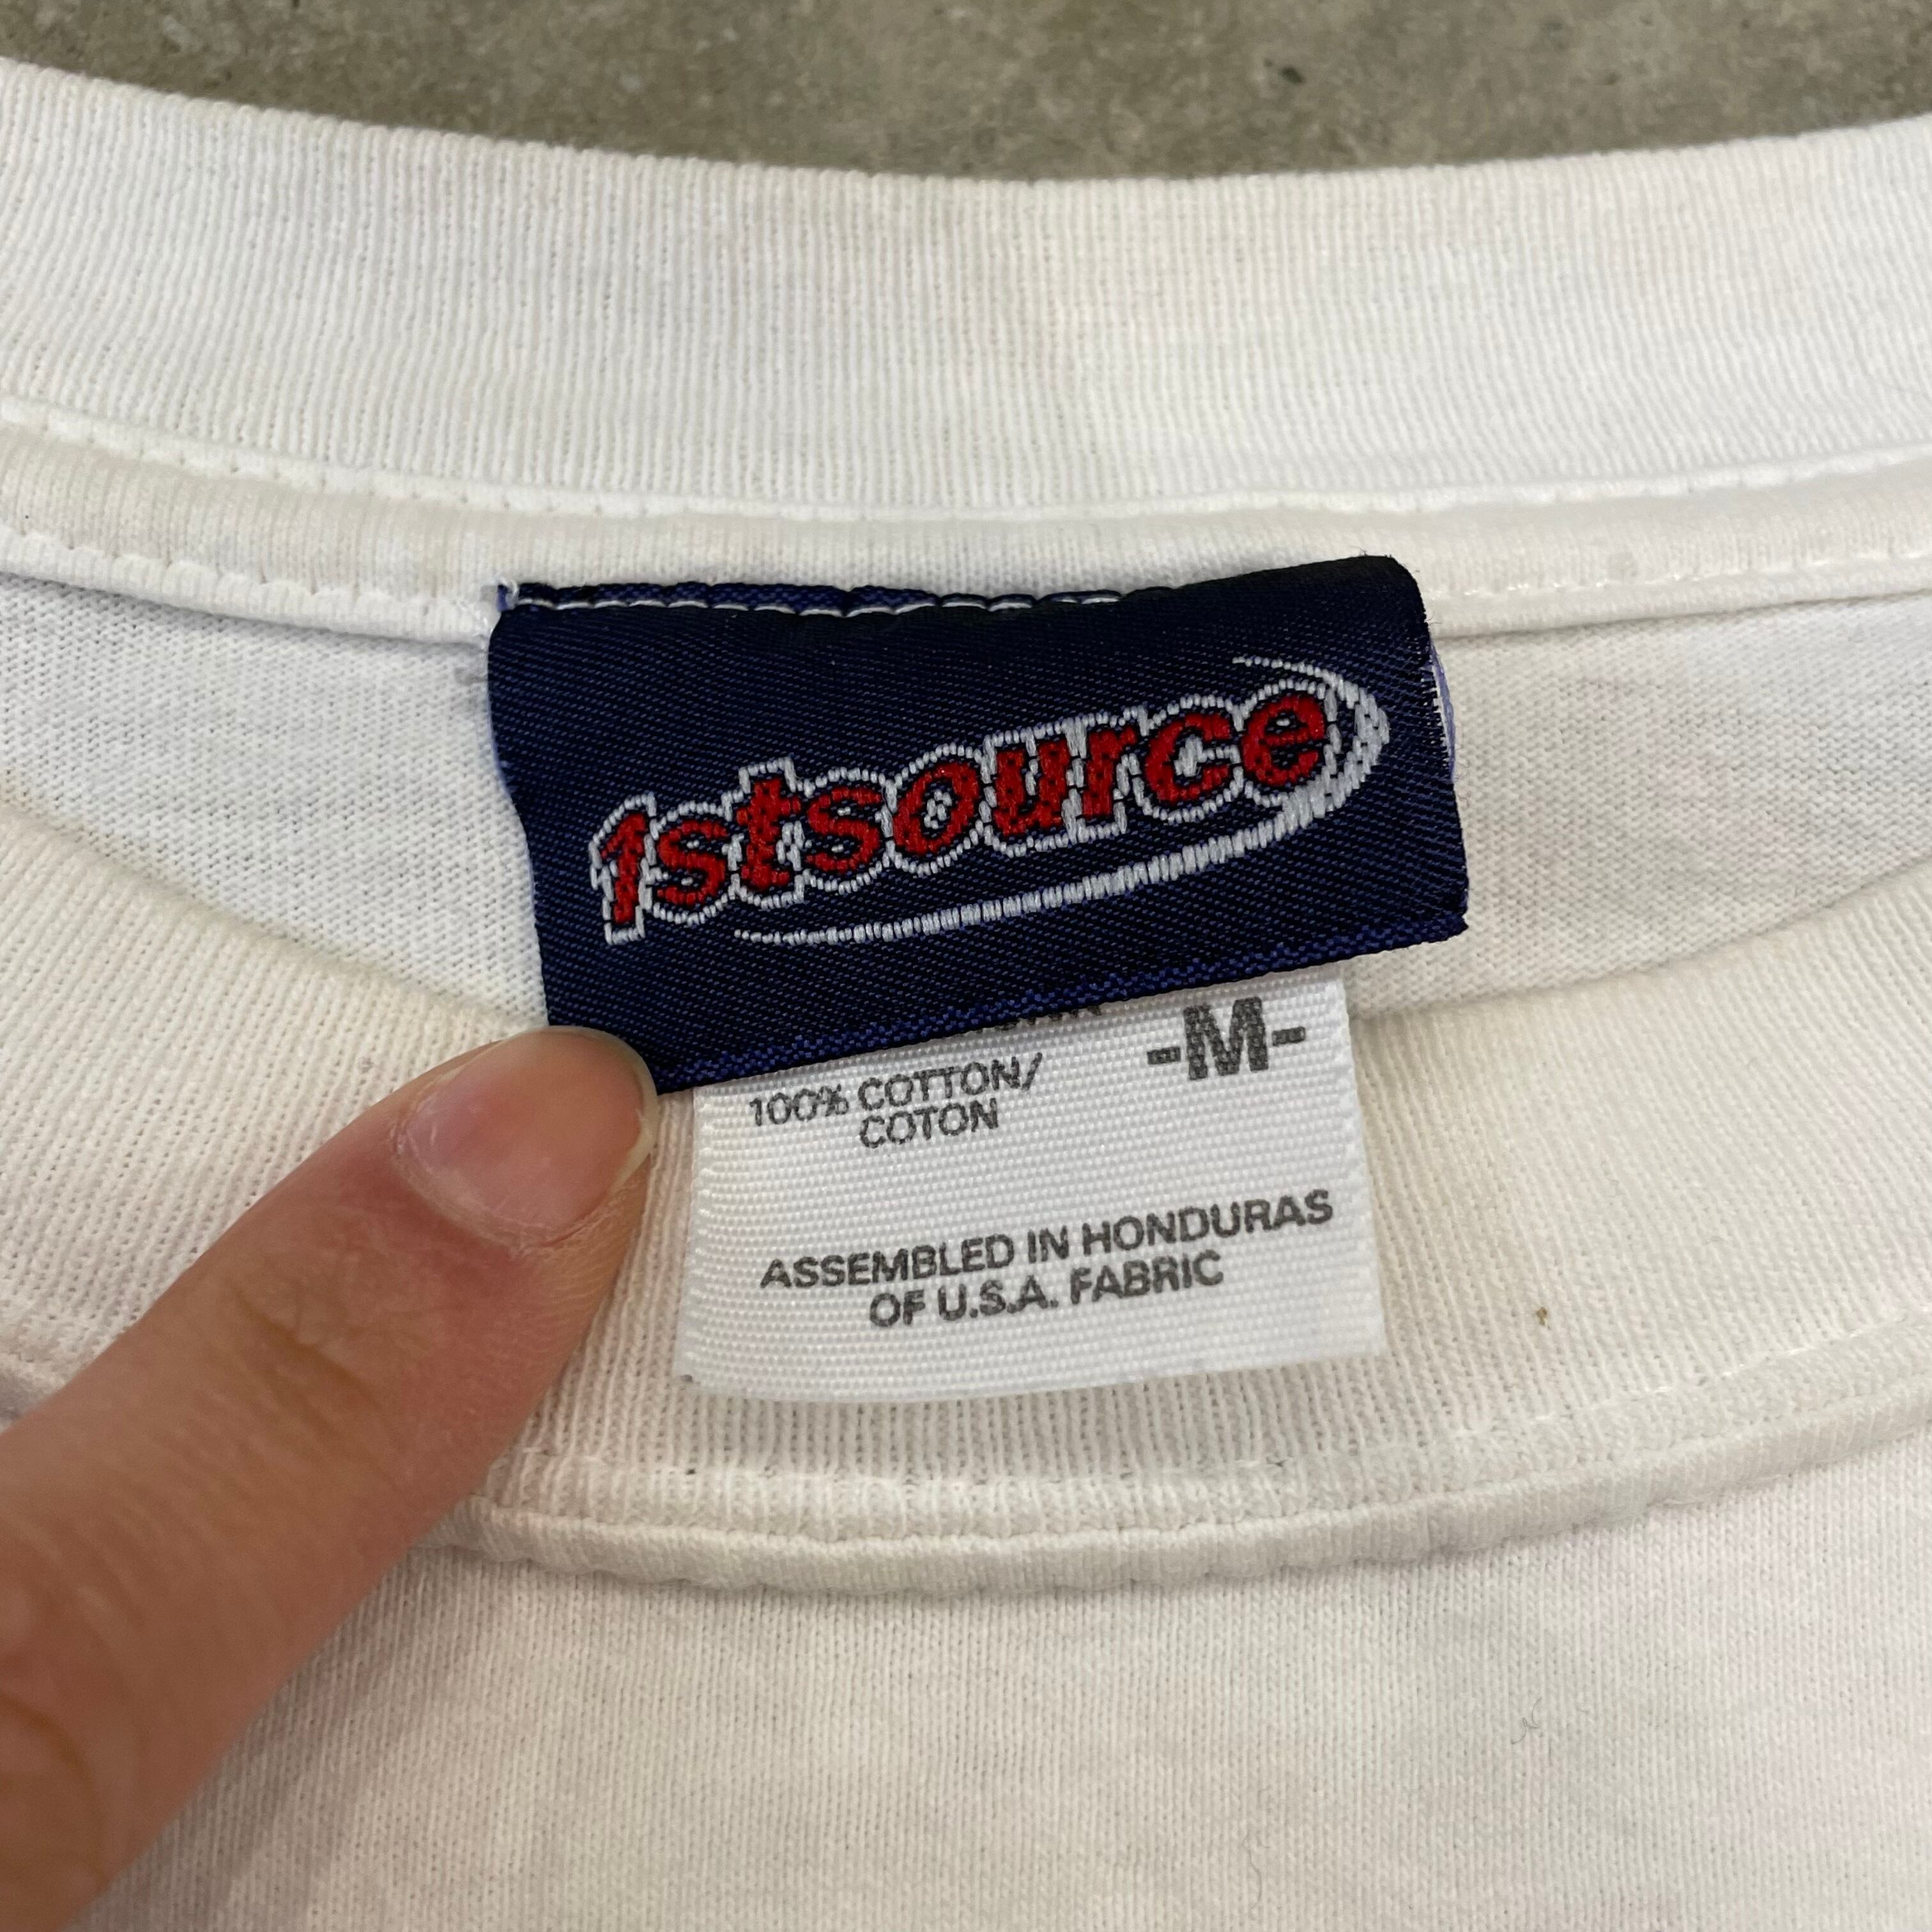 1stsource
-M-
100% COTTON/
COTON
ASSEMBLED IN HONDURAS
OF U.S.A. FABRIC